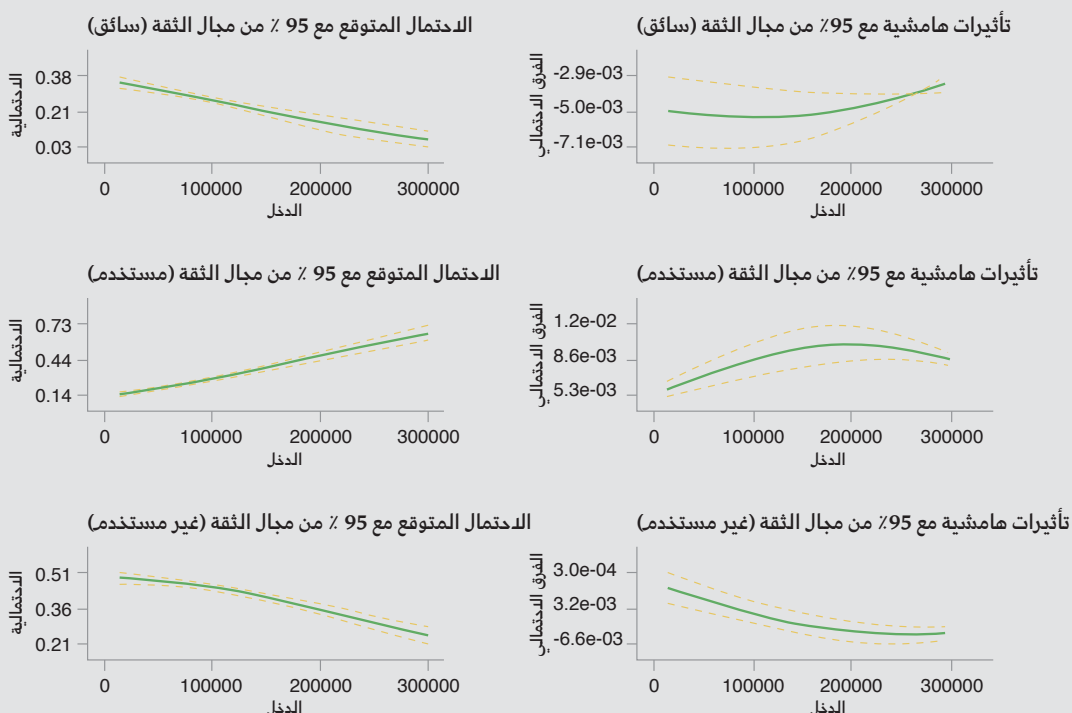 الاحتمال المتوقع مع 95 ٪ من مجال الثقة (سائق)
الاحتمالية
0.38
0.21
0.03
0 100000 200000 300000
الدخل
تأثيرات هامشية مع 95٪ من مجال الثقة (سائق)
الفرق الاحتمالي
-2.9e-03
-5.0e-03
-7.1e-03
0 100000 200000 300000
الدخل
الاحتمال المتوقع مع 95 ٪ من مجال الثقة (مستخدم)
الاحتمالية
0.73
0.44
0.14
0 100000 200000 300000
الدخل
تأثيرات هامشية مع 95٪ من مجال الثقة (مستخدم)
الفرق الاحتمالي
1.2e-02
8.6e-03
5.3e-03
0 100000 200000 300000
الدخل
الاحتمال المتوقع مع 95 ٪ من مجال الثقة (غير مستخدم)
الاحتمالية
0.51
0.36
0.21
0 100000 200000 300000
الدخل
تأثيرات هامشية مع 95٪ من مجال الثقة (غير مستخدم)
الفرق الاحتمالي
3.0e-04
3.2e-03
-6.6e-03
0 100000 200000 300000
الدخل